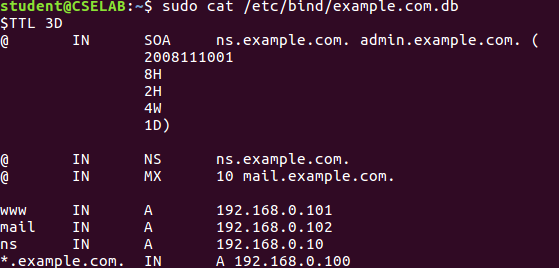 student@CSELAB:~$ sudo cat /etc/bind/example.com.db
$TTL 3D
@       IN      SOA     ns.example.com. admin.example.com. (
                2008111001
                8H
                2H
                4W
                1D)

@       IN      NS      ns.example.com.
@       IN      MX      10 mail.example.com.

www     IN      A       192.168.0.101
mail    IN      A       192.168.0.102
ns      IN      A       192.168.0.10
*.example.com.  IN      A 192.168.0.100